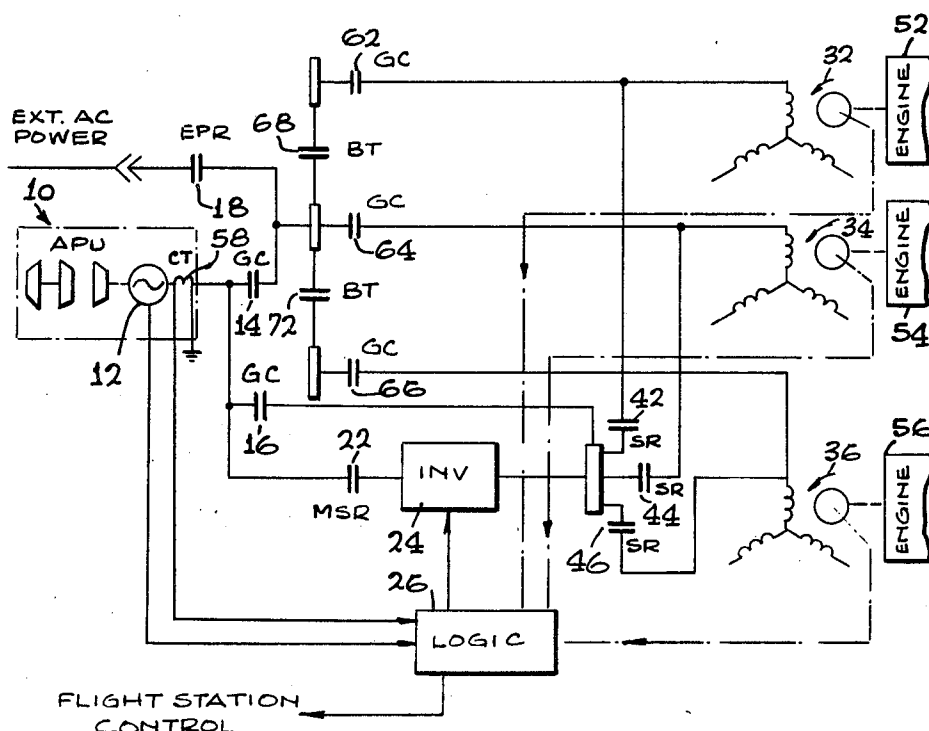 62
GC
52
32
ENGINE
EXT. AC
POWER
EPR
68
BT
18
10
GC
64
34
ENGINE
54
APU
CT
58
GC
14
72
BT
12
GC
66
GC
16
42
SR
22
MSR
INV
24
SR
44
46
SR
36
56
ENGINE
26
LOGIC
FLIGHT STATION
CONTROL